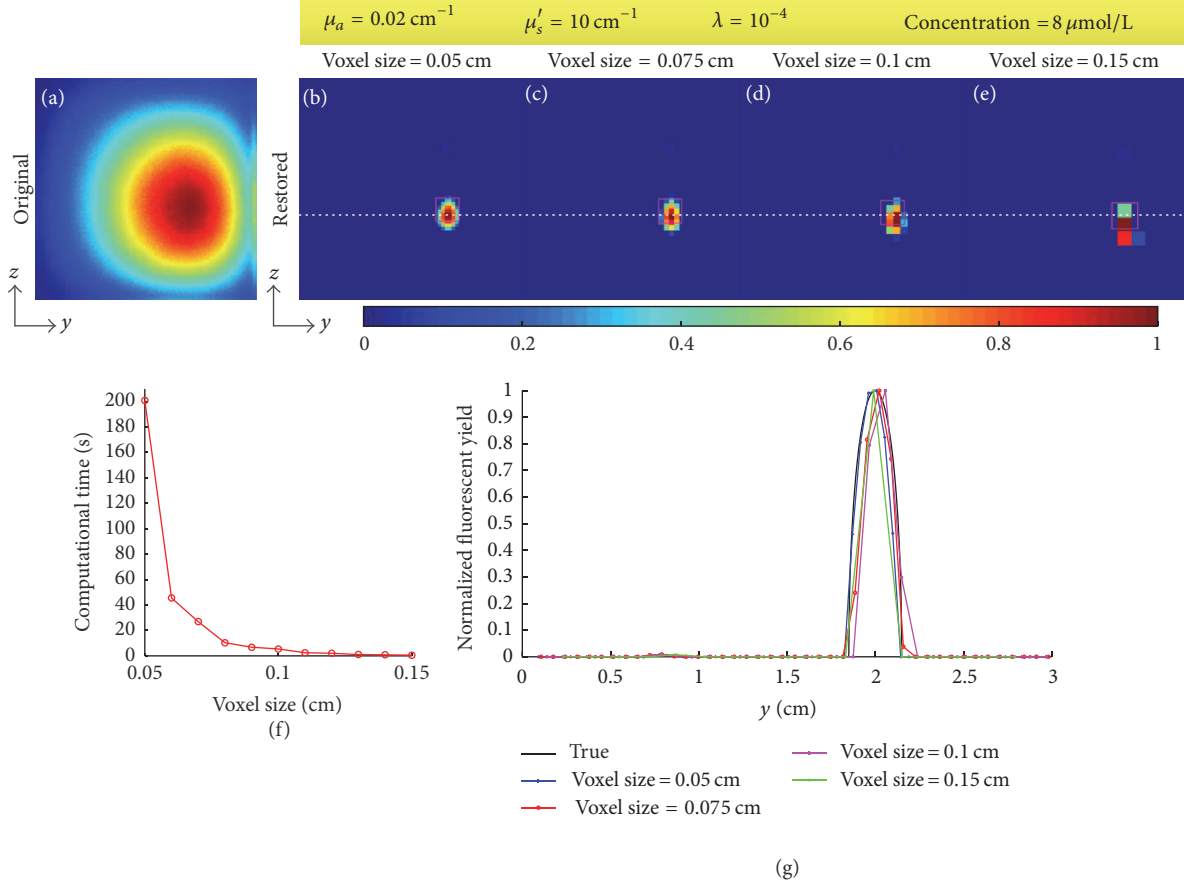 μₐ = 0.02 cm⁻¹ μ′ₛ = 10 cm⁻¹ λ = 10⁻⁴ Concentration = 8 μmol/L
Voxel size = 0.05 cm Voxel size = 0.075 cm Voxel size = 0.1 cm Voxel size = 0.15 cm
(a) (b) (c) (d) (e)
Original
Restored
z
y
z
y
0 0.2 0.4 0.6 0.8 1
Computational time (s)
200
180
160
140
120
100
80
60
40
20
0
0.05 0.1 0.15
Voxel size (cm)
(f)
Normalized fluorescent yield
1
0.9
0.8
0.7
0.6
0.5
0.4
0.3
0.2
0.1
0
0 0.5 1 1.5 2 2.5 3
y (cm)
True
Voxel size = 0.05 cm
Voxel size = 0.075 cm
Voxel size = 0.1 cm
Voxel size = 0.15 cm
(g)